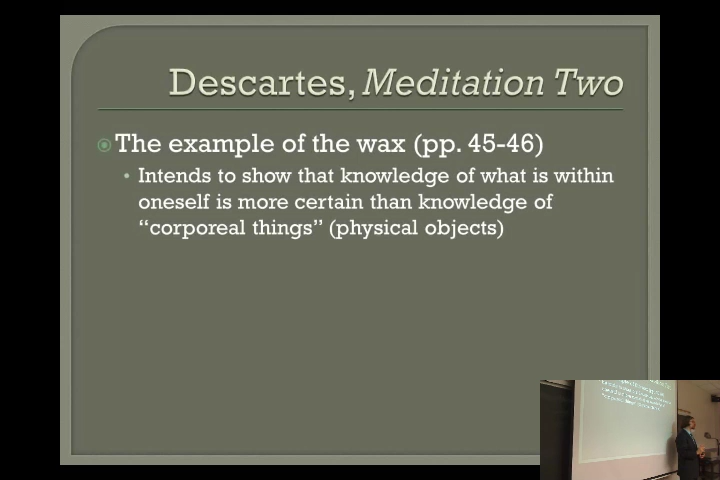 Descartes, Meditation Two
The example of the wax (pp. 45-46)
Intends to show that knowledge of what is within
oneself is more certain than knowledge of
“corporeal things” (physical objects)